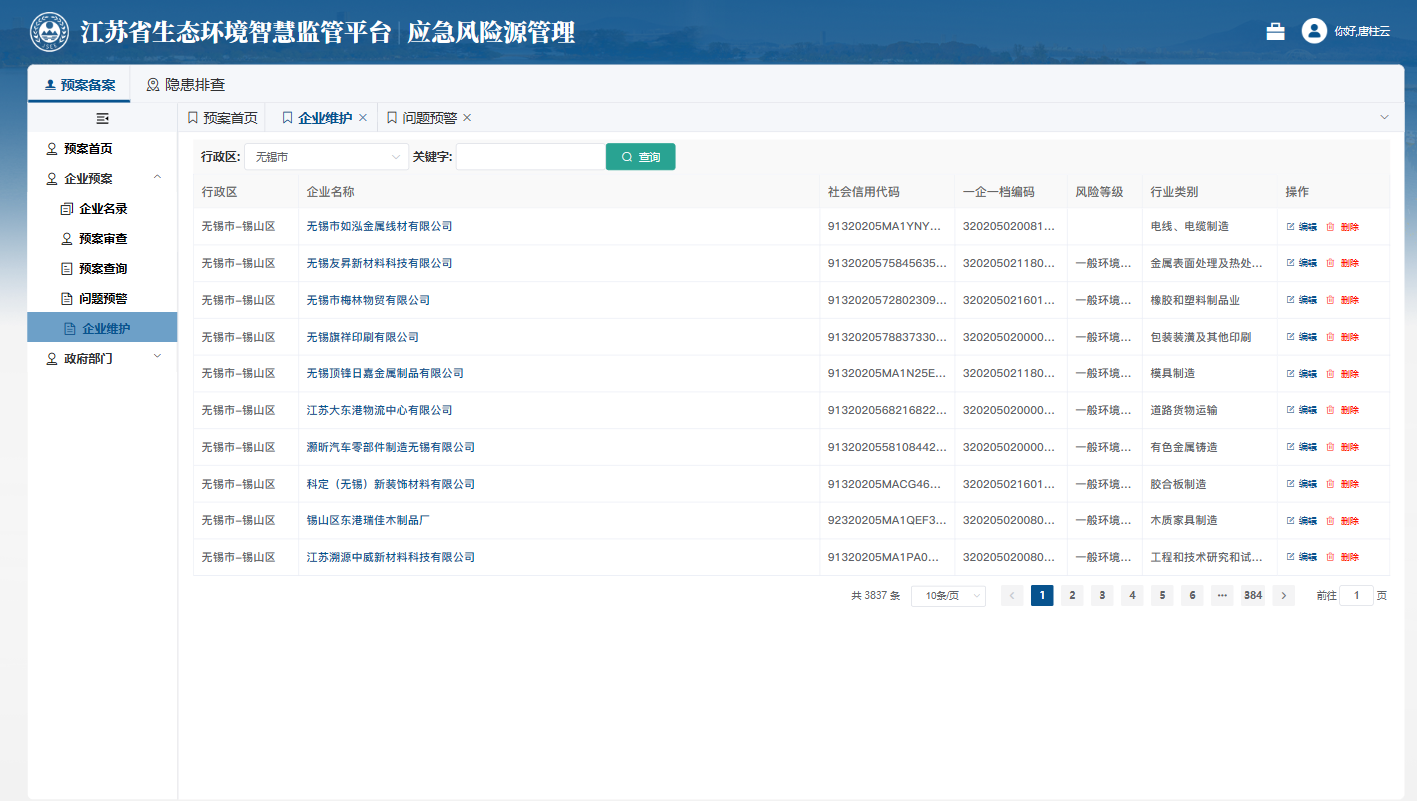 江苏省生态环境智慧监管平台 | 应急风险源管理
你好,唐柱云
预案备案 隐患排查
预案首页 企业维护 × 问题预警 ×
预案首页
企业预案
企业名录
预案审查
预案查询
问题预警
企业维护
政府部门
行政区: 无锡市 关键字: 查询
行政区 企业名称 社会信用代码 一企一档编码 风险等级 行业类别 操作
无锡市-锡山区 无锡市如泓金属线材有限公司 91320205MA1YNY... 320205020081... 电线、电缆制造 编辑 删除
无锡市-锡山区 无锡友昇新材料科技有限公司 9132020575845635... 320205021180... 一般环境... 金属表面处理及热处... 编辑 删除
无锡市-锡山区 无锡市梅林物贸有限公司 9132020572802309... 320205021601... 一般环境... 橡胶和塑料制品业 编辑 删除
无锡市-锡山区 无锡旗祥印刷有限公司 9132020578837330... 320205020000... 一般环境... 包装装潢及其他印刷 编辑 删除
无锡市-锡山区 无锡顶锋日嘉金属制品有限公司 91320205MA1N25E... 320205021180... 一般环境... 模具制造 编辑 删除
无锡市-锡山区 江苏大东港物流中心有限公司 9132020568216822... 320205020000... 一般环境... 道路货物运输 编辑 删除
无锡市-锡山区 灏昕汽车零部件制造无锡有限公司 9132020558108442... 320205020000... 一般环境... 有色金属铸造 编辑 删除
无锡市-锡山区 科定（无锡）新装饰材料有限公司 91320205MACG46... 320205021601... 一般环境... 胶合板制造 编辑 删除
无锡市-锡山区 锡山区东港瑞佳木制品厂 92320205MA1QEF3... 320205020080... 一般环境... 木质家具制造 编辑 删除
无锡市-锡山区 江苏溯源中威新材料科技有限公司 91320205MA1PA0... 320205020080... 一般环境... 工程和技术研究和试... 编辑 删除
共 3837 条 10条/页 < 1 2 3 4 5 6 ... 384 > 前往 1 页